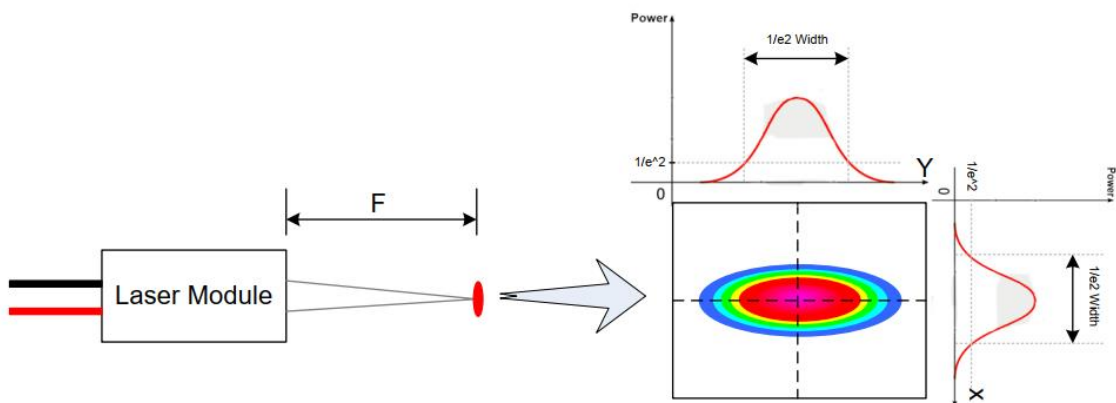 Power
1/e2 Width
1/e^2
0
Y
F
Laser Module
0
1/e^2
Power
1/e2 Width
X